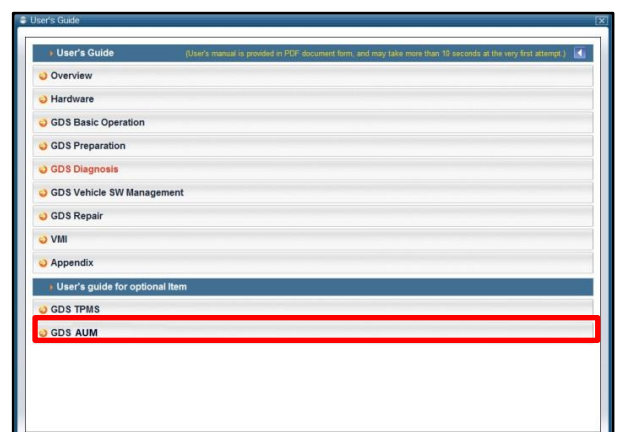 User's Guide
User's Guide (User's manual is provided in PDF document form, and may take more than 10 seconds at the very first attempt.)
Overview
Hardware
GDS Basic Operation
GDS Preparation
GDS Diagnosis
GDS Vehicle SW Management
GDS Repair
VMI
Appendix
User's guide for optional Item
GDS TPMS
GDS AUM